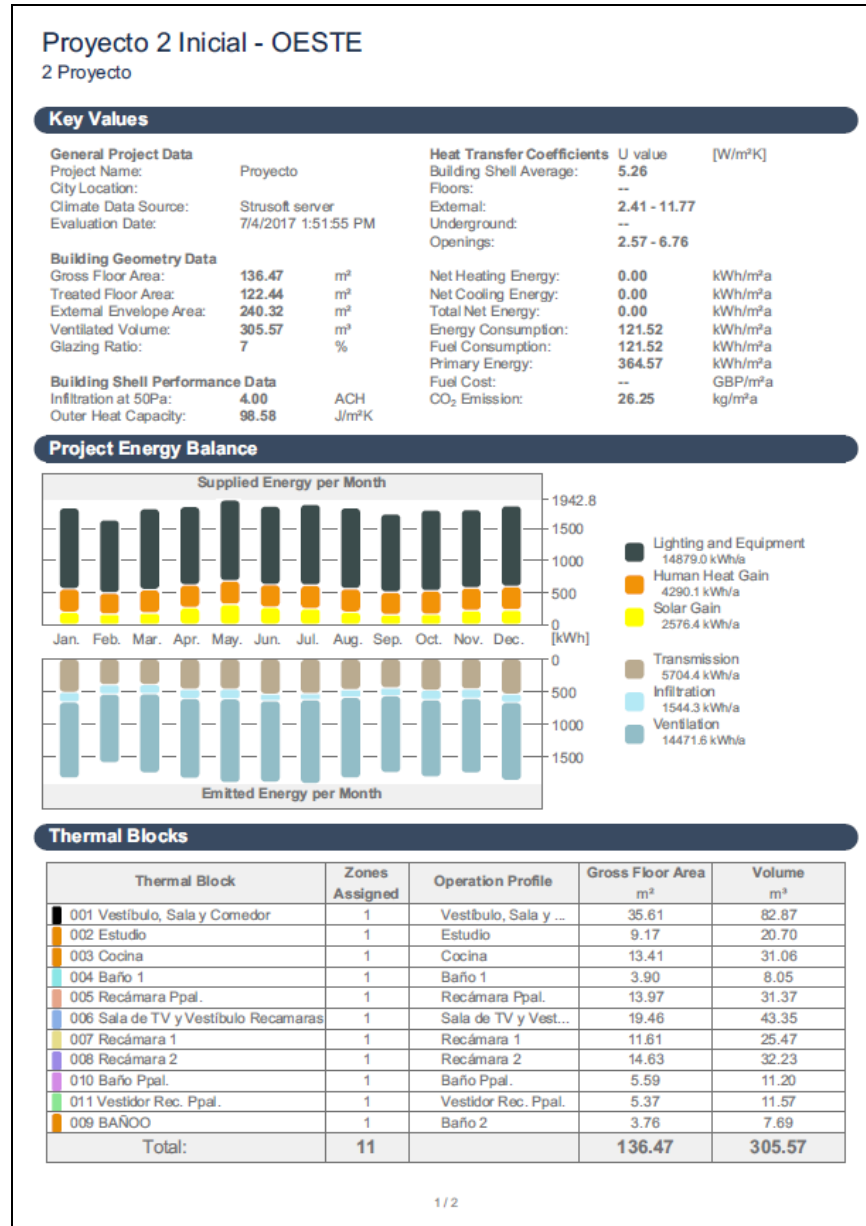 Proyecto 2 Inicial - OESTE
2 Proyecto
Key Values
General Project Data
Project Name: Proyecto
City Location:
Climate Data Source: Strusoft server
Evaluation Date: 7/4/2017 1:51:55 PM
Building Geometry Data
Gross Floor Area: 136.47 m²
Treated Floor Area: 122.44 m²
External Envelope Area: 240.32 m²
Ventilated Volume: 305.57 m³
Glazing Ratio: 7 %
Building Shell Performance Data
Infiltration at 50Pa: 4.00 ACH
Outer Heat Capacity: 98.58 J/m²K
Heat Transfer Coefficients U value [W/m²K]
Building Shell Average: 5.26
Floors: --
External: 2.41 - 11.77
Underground: --
Openings: 2.57 - 6.76
Net Heating Energy: 0.00 kWh/m²a
Net Cooling Energy: 0.00 kWh/m²a
Total Net Energy: 0.00 kWh/m²a
Energy Consumption: 121.52 kWh/m²a
Fuel Consumption: 121.52 kWh/m²a
Primary Energy: 364.57 kWh/m²a
Fuel Cost: -- GBP/m²a
CO₂ Emission: 26.25 kg/m²a
Project Energy Balance
Supplied Energy per Month
1942.8
1500
1000
500
0
Jan. Feb. Mar. Apr. May. Jun. Jul. Aug. Sep. Oct. Nov. Dec. [kWh]
0
500
1000
1500
Emitted Energy per Month
Lighting and Equipment
14879.0 kWh/a
Human Heat Gain
4290.1 kWh/a
Solar Gain
2576.4 kWh/a
Transmission
5704.4 kWh/a
Infiltration
1544.3 kWh/a
Ventilation
14471.6 kWh/a
Thermal Blocks
Thermal Block Zones Assigned Operation Profile Gross Floor Area m² Volume m³
001 Vestíbulo, Sala y Comedor 1 Vestíbulo, Sala y ... 35.61 82.87
002 Estudio 1 Estudio 9.17 20.70
003 Cocina 1 Cocina 13.41 31.06
004 Baño 1 1 Baño 1 3.90 8.05
005 Recámara Ppal. 1 Recámara Ppal. 13.97 31.37
006 Sala de TV y Vestíbulo Recamaras 1 Sala de TV y Vest... 19.46 43.35
007 Recámara 1 1 Recámara 1 11.61 25.47
008 Recámara 2 1 Recámara 2 14.63 32.23
010 Baño Ppal. 1 Baño Ppal. 5.59 11.20
011 Vestidor Rec. Ppal. 1 Vestidor Rec. Ppal. 5.37 11.57
009 BAÑOO 1 Baño 2 3.76 7.69
Total: 11 136.47 305.57
1 / 2